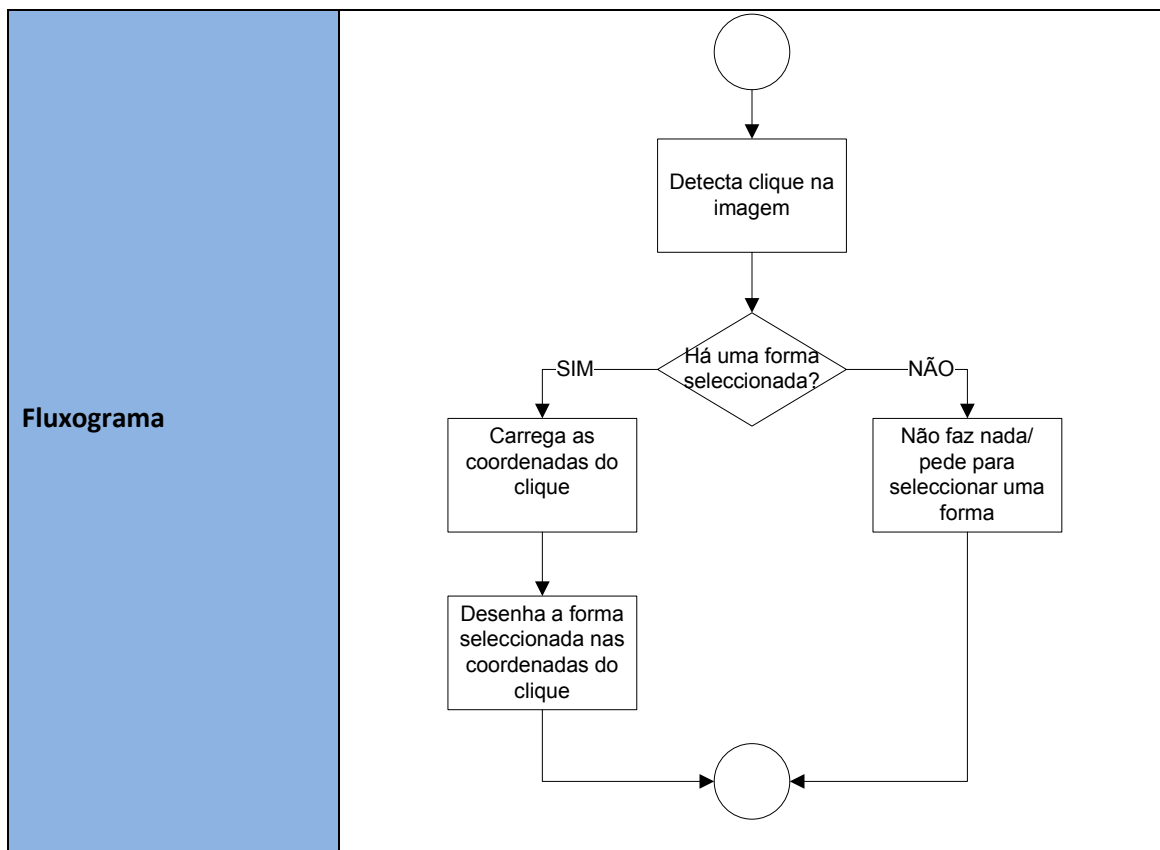 Fluxograma
Detecta clique na
imagem
Há uma forma
seleccionada?
SIM
NÃO
Carrega as
coordenadas do
clique
Não faz nada/
pede para
seleccionar uma
forma
Desenha a forma
seleccionada nas
coordenadas do
clique